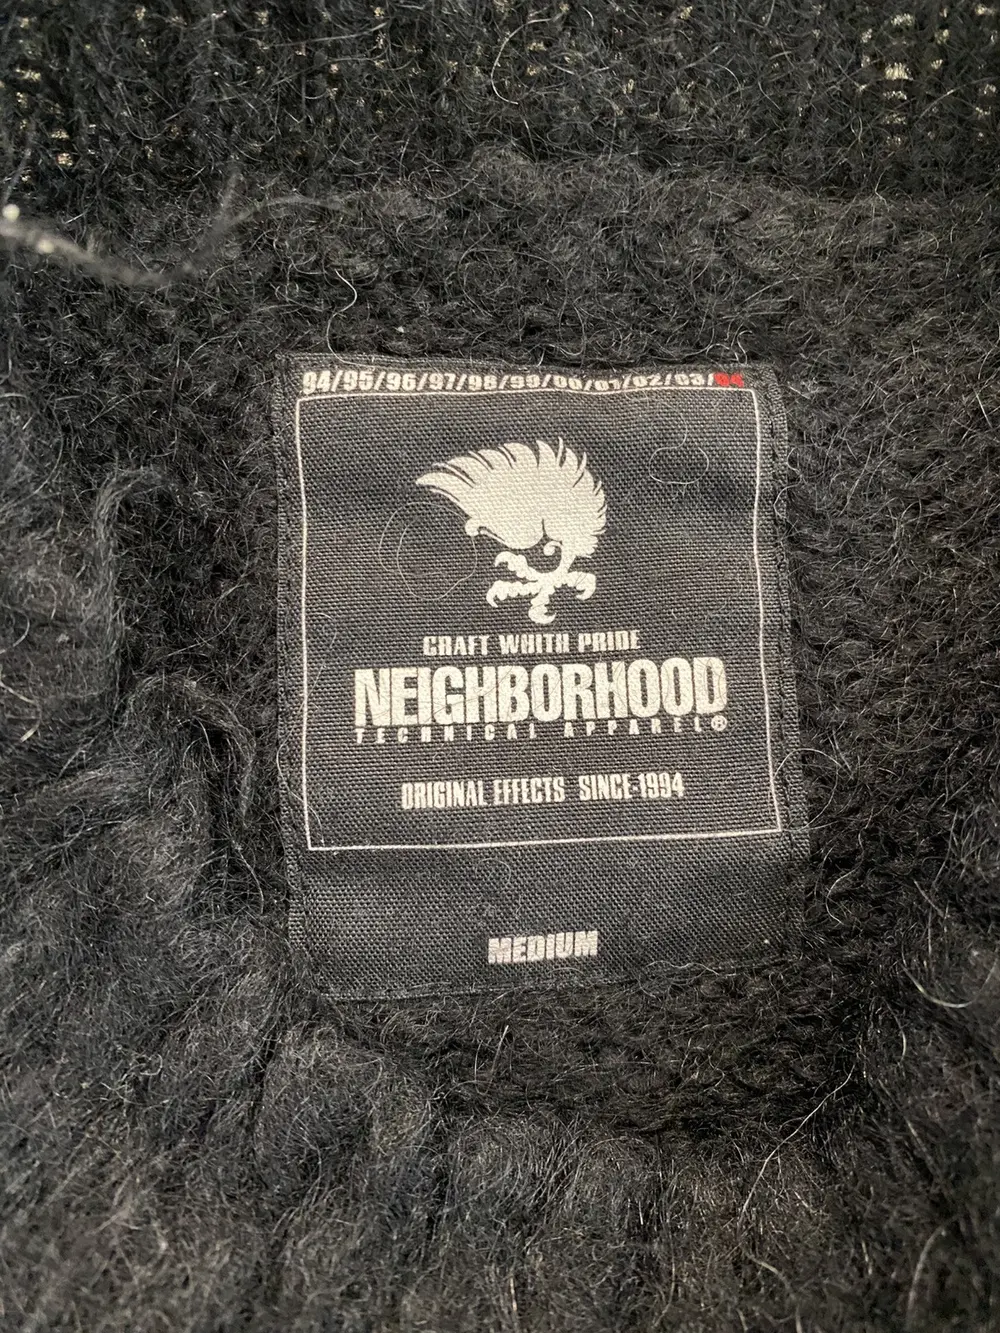 94/95/96/97/98/99/00/01/02/03/04
CRAFT WHITH PRIDE
NEIGHBORHOOD
TECHNICAL APPAREL®
ORIGINAL EFFECTS SINCE-1994
MEDIUM